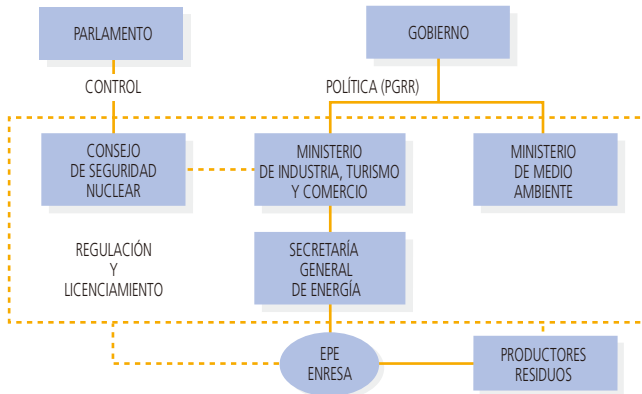 PARLAMENTO
GOBIERNO
CONTROL
POLÍTICA (PGRR)
CONSEJO
DE SEGURIDAD
NUCLEAR
MINISTERIO
DE INDUSTRIA, TURISMO
Y COMERCIO
MINISTERIO
DE MEDIO
AMBIENTE
REGULACIÓN
Y
LICENCIAMIENTO
SECRETARÍA
GENERAL
DE ENERGÍA
EPE
ENRESA
PRODUCTORES
RESIDUOS